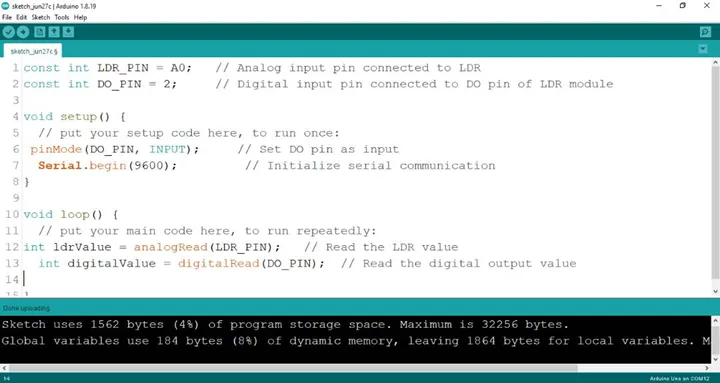 sketch_jun27c | Arduino 1.8.19
File Edit Sketch Tools Help
sketch_jun27c §
1 const int LDR_PIN = A0;   // Analog input pin connected to LDR
2 const int DO_PIN = 2;   // Digital input pin connected to DO pin of LDR module
3
4 void setup() {
5   // put your setup code here, to run once:
6  pinMode(DO_PIN, INPUT);     // Set DO pin as input
7   Serial.begin(9600);         // Initialize serial communication
8 }
9
10 void loop() {
11   // put your main code here, to run repeatedly:
12 int ldrValue = analogRead(LDR_PIN);   // Read the LDR value
13   int digitalValue = digitalRead(DO_PIN);  // Read the digital output value
14
15 }
Done uploading.
Sketch uses 1562 bytes (4%) of program storage space. Maximum is 32256 bytes.
Global variables use 184 bytes (8%) of dynamic memory, leaving 1864 bytes for local variables. M
14 Arduino Uno on COM12